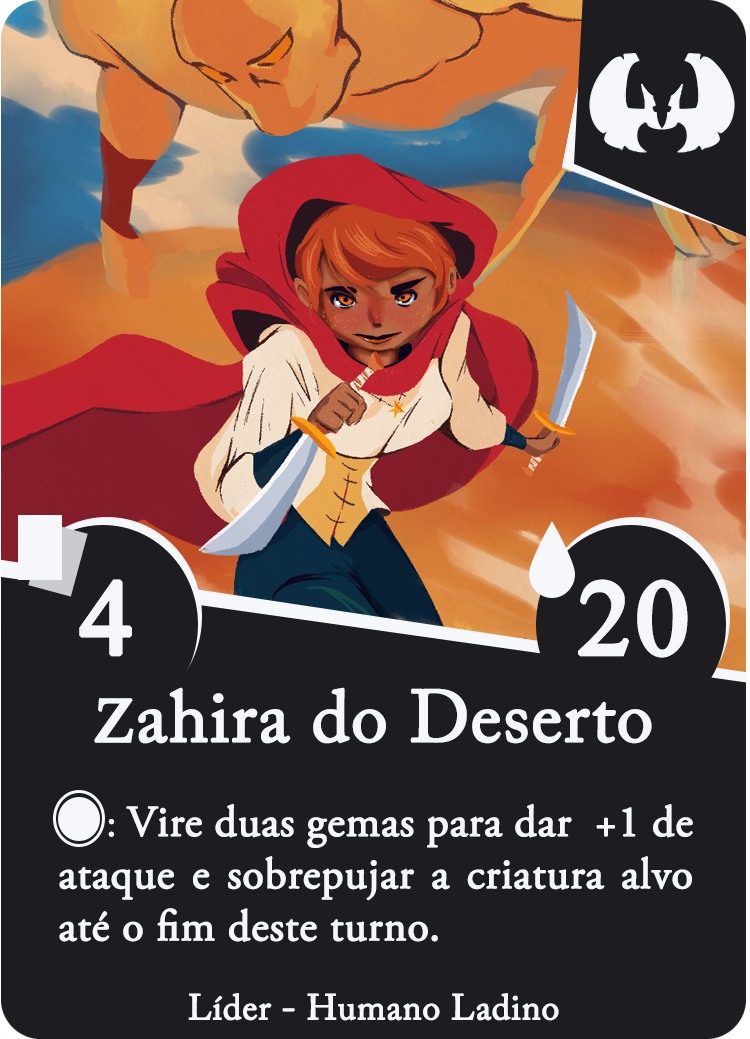 4
20
Zahira do Deserto
: Vire duas gemas para dar +1 de
ataque e sobrepujar a criatura alvo
até o fim deste turno.
Líder - Humano Ladino